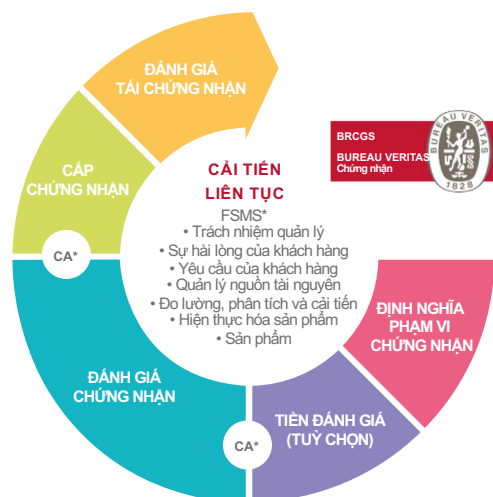 ĐÁNH GIÁ
TÁI CHỨNG NHẬN
CẤP
CHỨNG NHẬN
CA*
CẢI TIẾN
LIÊN TỤC
FSMS*
• Trách nhiệm quản lý
• Sự hài lòng của khách hàng
• Yêu cầu của khách hàng
• Quản lý nguồn tài nguyên
• Đo lường, phân tích và cải tiến
• Hiện thực hóa sản phẩm
• Sản phẩm
BRCGS
BUREAU VERITAS
Chứng nhận
BUREAU VERITAS
1828
ĐỊNH NGHĨA
PHẠM VI
CHỨNG NHẬN
ĐÁNH GIÁ
CHỨNG NHẬN
CA*
TIỀN ĐÁNH GIÁ
(TUỲ CHỌN)